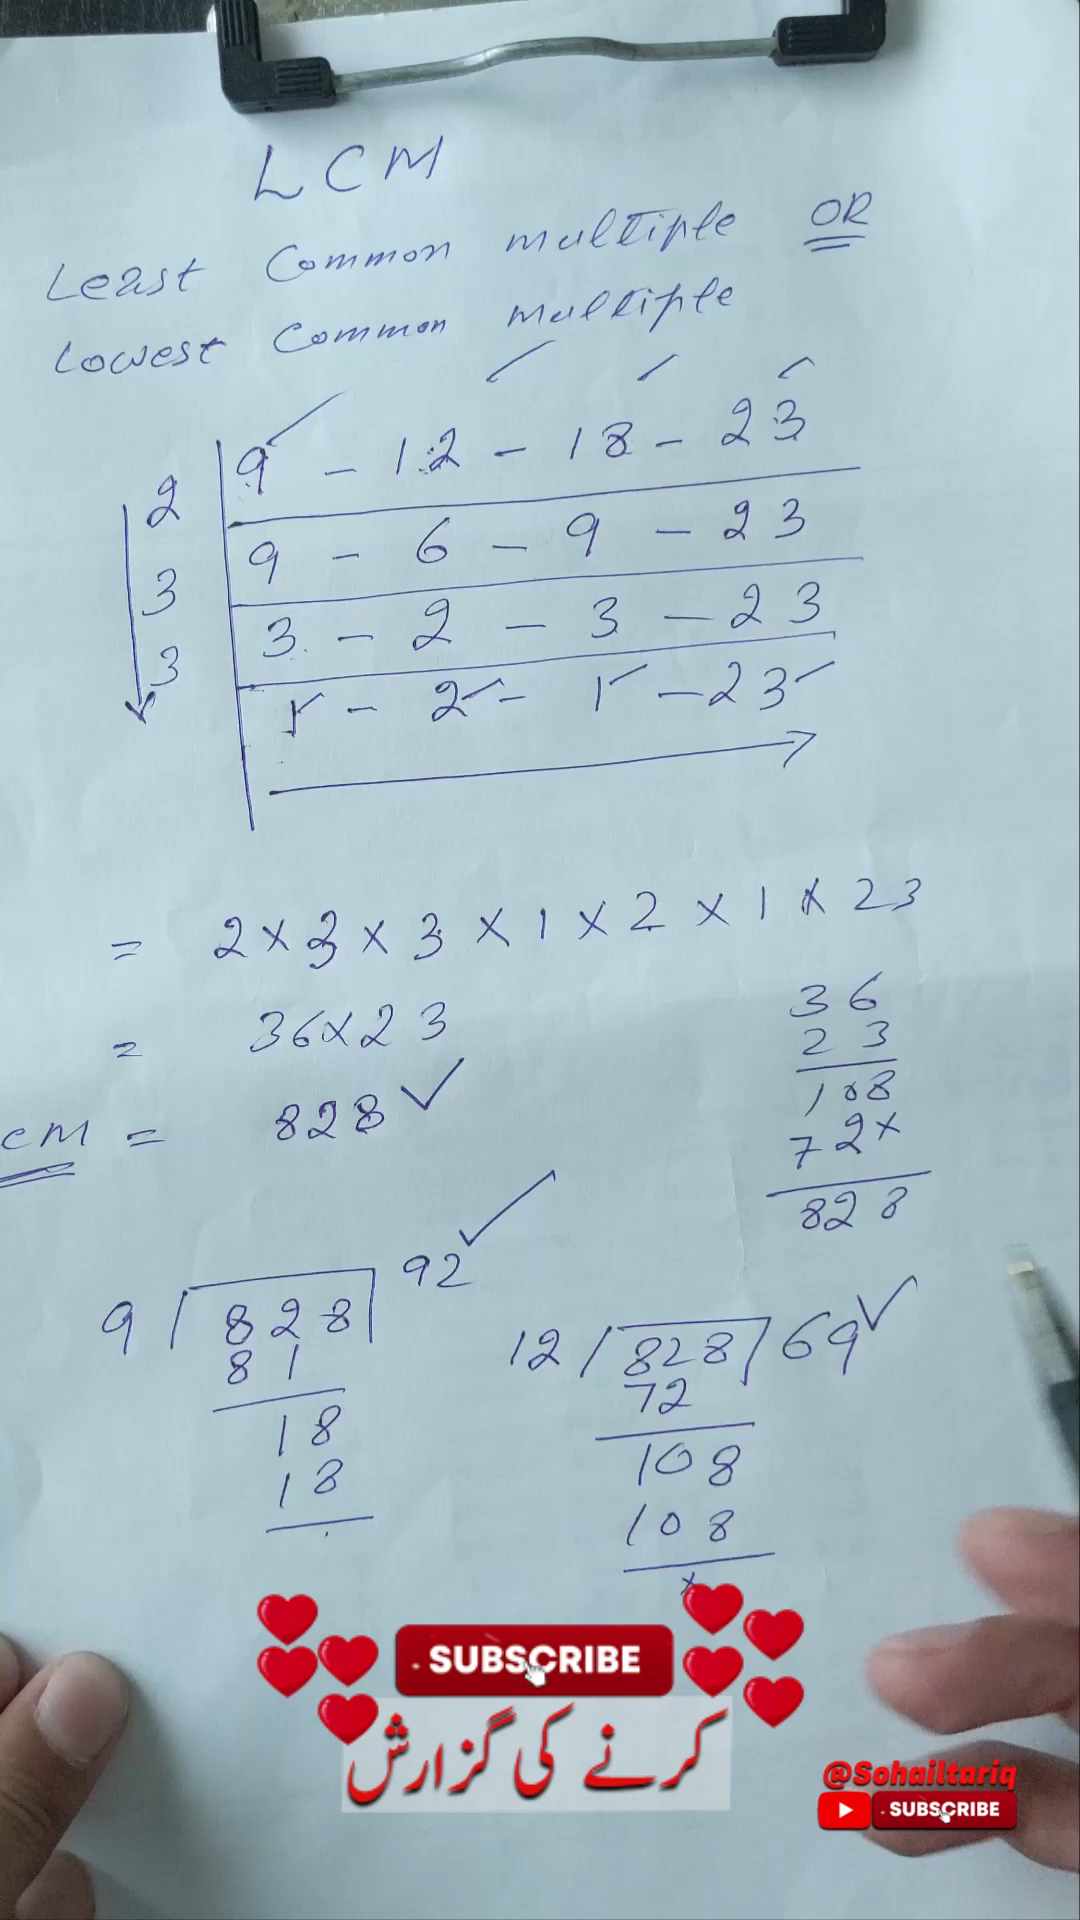 LCM
Least Common multiple OR
Lowest Common multiple
2 9 - 12 - 18 - 23
3 9 - 6 - 9 - 23
3 3 - 2 - 3 - 23
1 - 2 - 1 - 23
= 2 × 3 × 3 × 1 × 2 × 1 × 23
= 36×23
CM = 828 ✓
36
23
108
72×
828
9 828 92 ✓
81
18
18
12 828 69 ✓
72
108
108
×
SUBSCRIBE
کرنے کی گزارش
@Sohailtariq
SUBSCRIBE